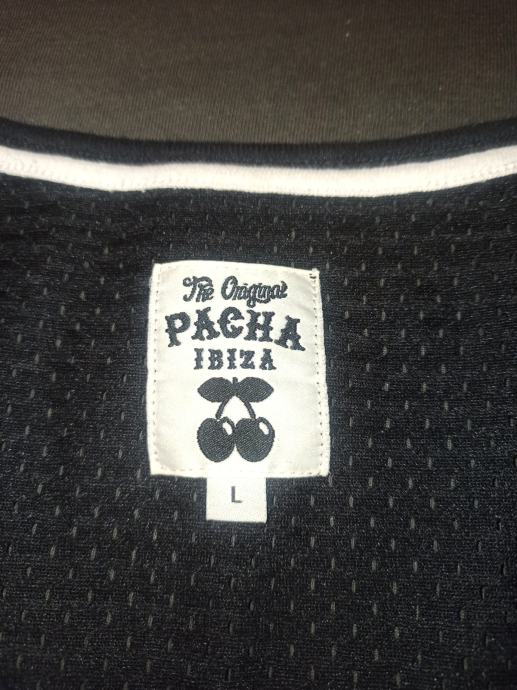 The Original
PACHA
IBIZA
L